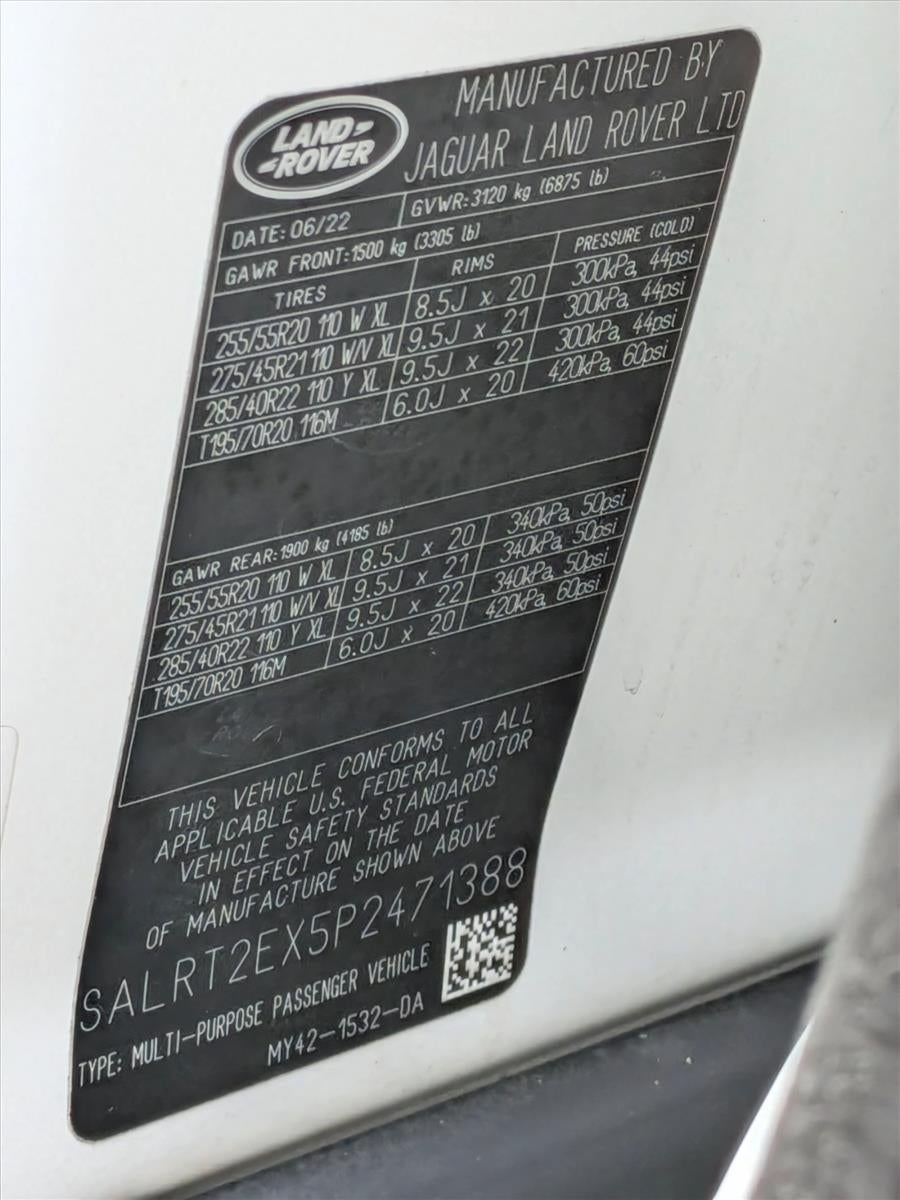 LAND ROVER
MANUFACTURED BY
JAGUAR LAND ROVER LTD
DATE: 06/22 GVWR: 3120 kg (6875 lb)
GAWR FRONT: 1500 kg (3305 lb)
TIRES RIMS PRESSURE (COLD)
255/55R20 110 W XL 8.5J x 20 300kPa, 44psi
275/45R21 110 W/V XL 9.5J x 21 300kPa, 44psi
285/40R22 110 Y XL 9.5J x 22 300kPa, 44psi
T195/70R20 116M 6.0J x 20 420kPa, 60psi
GAWR REAR: 1900 kg (4185 lb)
255/55R20 110 W XL 8.5J x 20 340kPa, 50psi
275/45R21 110 W/V XL 9.5J x 21 340kPa, 50psi
285/40R22 110 Y XL 9.5J x 22 340kPa, 50psi
T195/70R20 116M 6.0J x 20 420kPa, 60psi
THIS VEHICLE CONFORMS TO ALL
APPLICABLE U.S. FEDERAL MOTOR
VEHICLE SAFETY STANDARDS
IN EFFECT ON THE DATE
OF MANUFACTURE SHOWN ABOVE
SALRT2EX5P2471388
TYPE: MULTI-PURPOSE PASSENGER VEHICLE
MY42-1532-DA